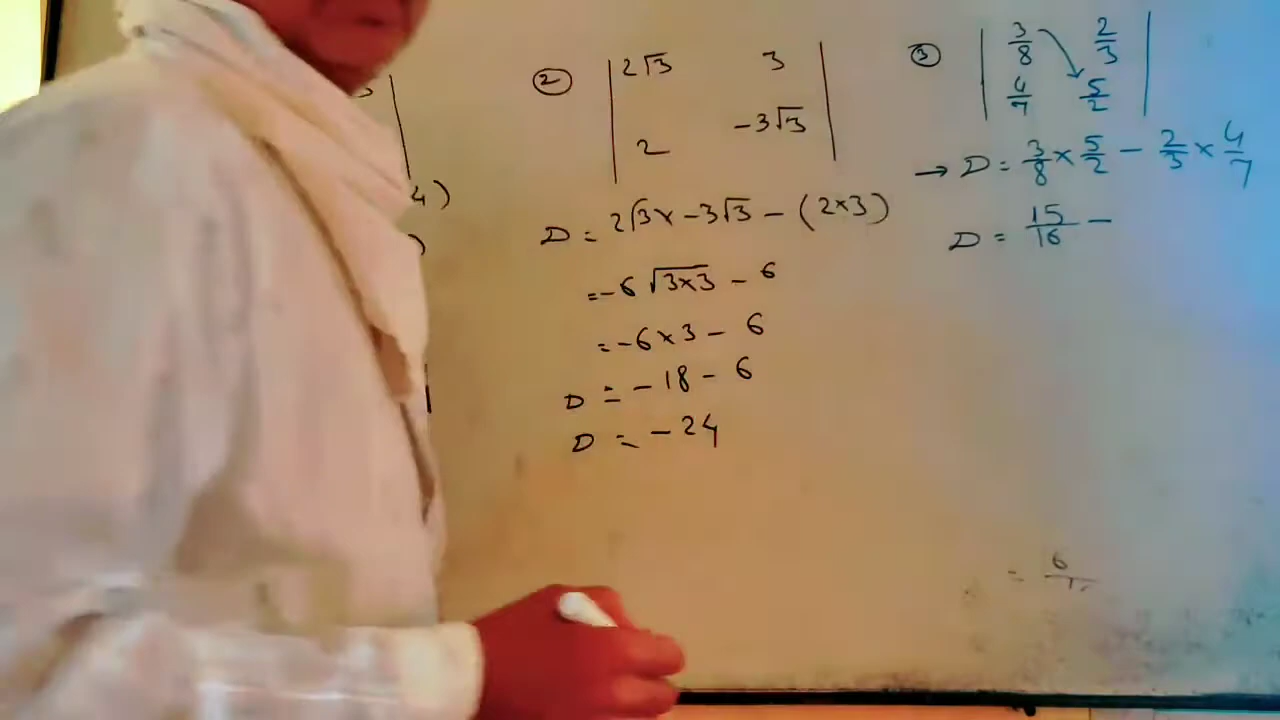 4)
)
② | 2√3 3 |
| 2 -3√3 |
D = 2√3 × -3√3 - (2×3)
= -6 √3×3 - 6
= -6 × 3 - 6
D = -18 - 6
D = -24
③ | 3/8 2/3 |
| 4/7 5/2 |
→ D = 3/8 × 5/2 - 2/3 × 4/7
D = 15/16 -